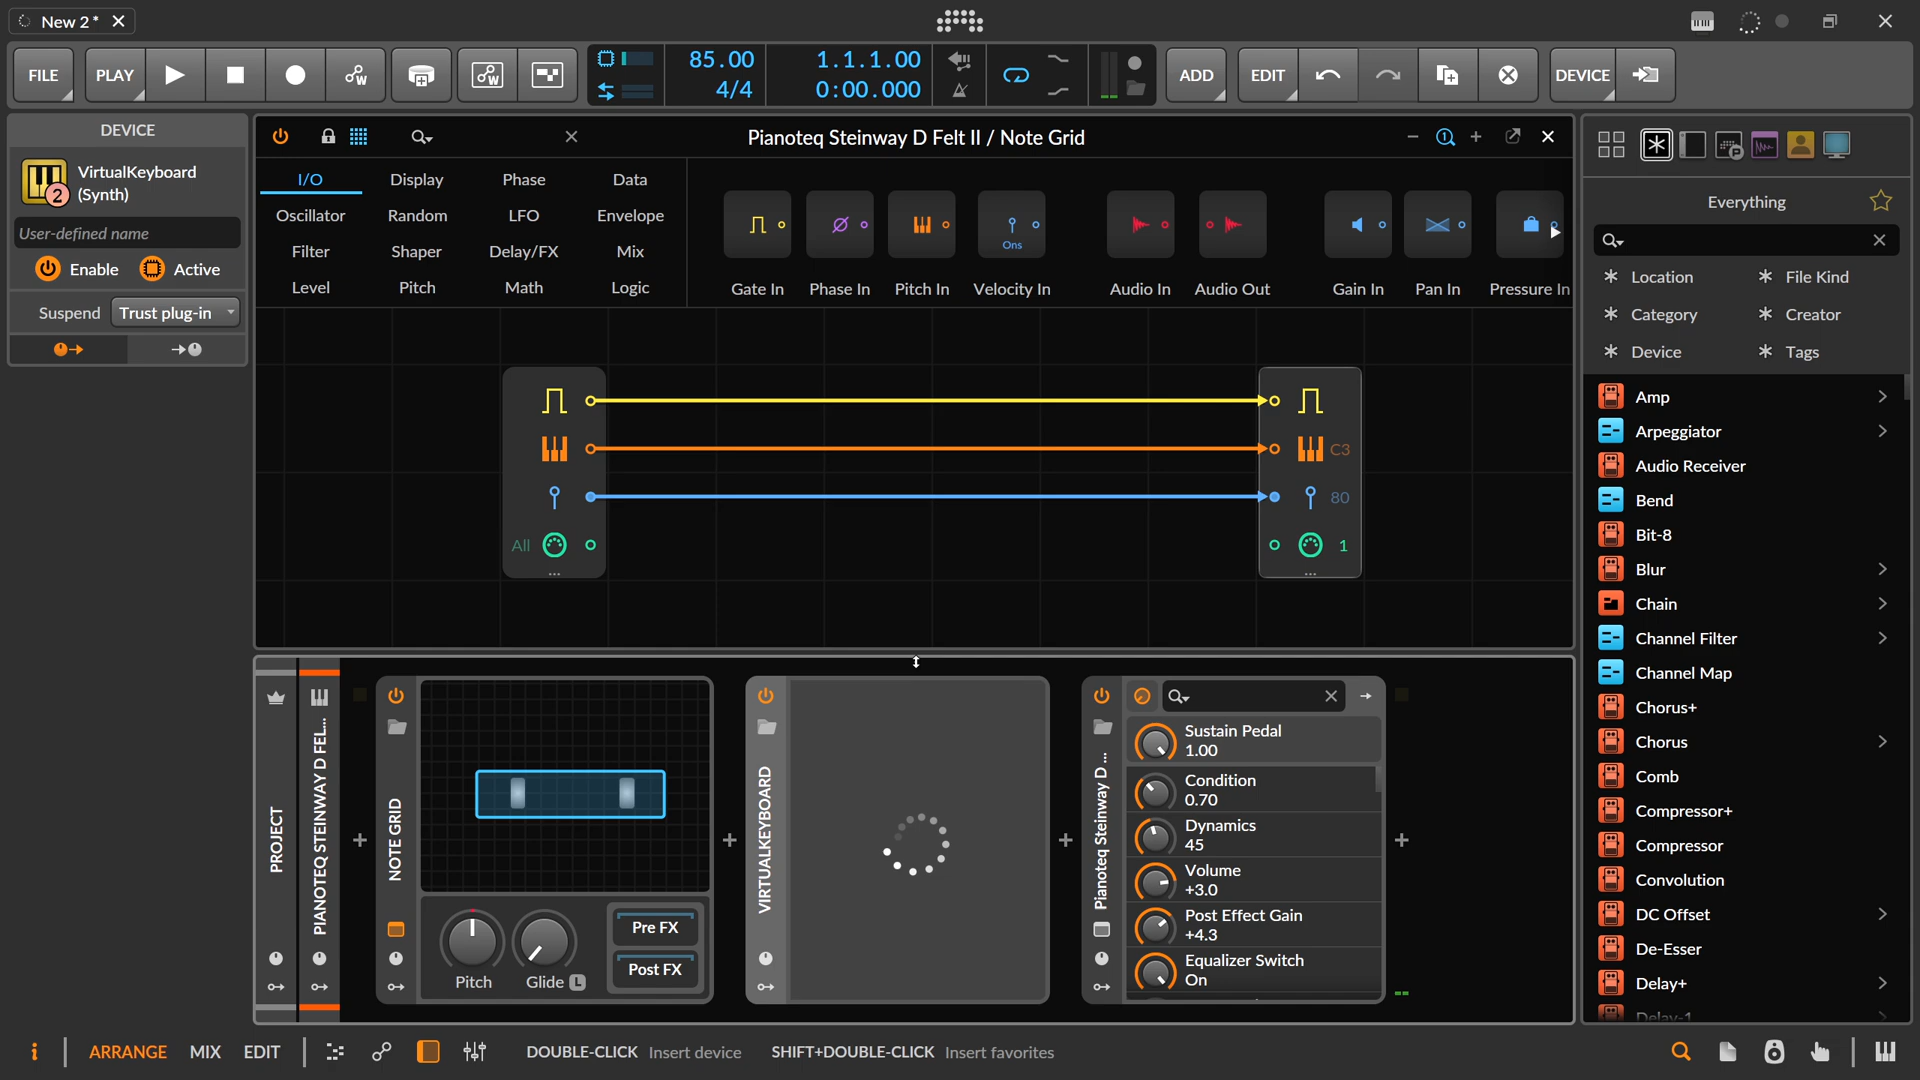 New 2 *
FILE
PLAY
85.00
4/4
1.1.1.00
0:00.000
ADD
EDIT
DEVICE
DEVICE
VirtualKeyboard
(Synth)
2
User-defined name
Enable
Active
Suspend
Trust plug-in
Pianoteq Steinway D Felt II / Note Grid
I/O
Display
Phase
Data
Oscillator
Random
LFO
Envelope
Filter
Shaper
Delay/FX
Mix
Level
Pitch
Math
Logic
Ons
Gate In
Phase In
Pitch In
Velocity In
Audio In
Audio Out
Gain In
Pan In
Pressure In
C3
80
All
1
PROJECT
PIANOTEQ STEINWAY D FEL...
NOTE GRID
Pitch
Glide L
Pre FX
Post FX
VIRTUALKEYBOARD
Pianoteq Steinway D ...
Sustain Pedal
1.00
Condition
0.70
Dynamics
45
Volume
+3.0
Post Effect Gain
+4.3
Equalizer Switch
On
Everything
Location
File Kind
Category
Creator
Device
Tags
Amp
Arpeggiator
Audio Receiver
Bend
Bit-8
Blur
Chain
Channel Filter
Channel Map
Chorus+
Chorus
Comb
Compressor+
Compressor
Convolution
DC Offset
De-Esser
Delay+
Delay-1
i
ARRANGE
MIX
EDIT
DOUBLE-CLICK Insert device
SHIFT+DOUBLE-CLICK Insert favorites